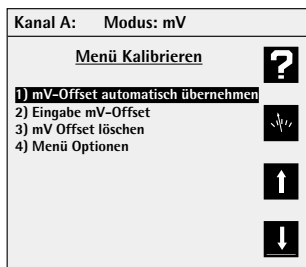 Kanal A: Modus: mV
Menü Kalibrieren
?
1) mV-Offset automatisch übernehmen
2) Eingabe mV-Offset
3) mV Offset löschen
4) Menü Optionen